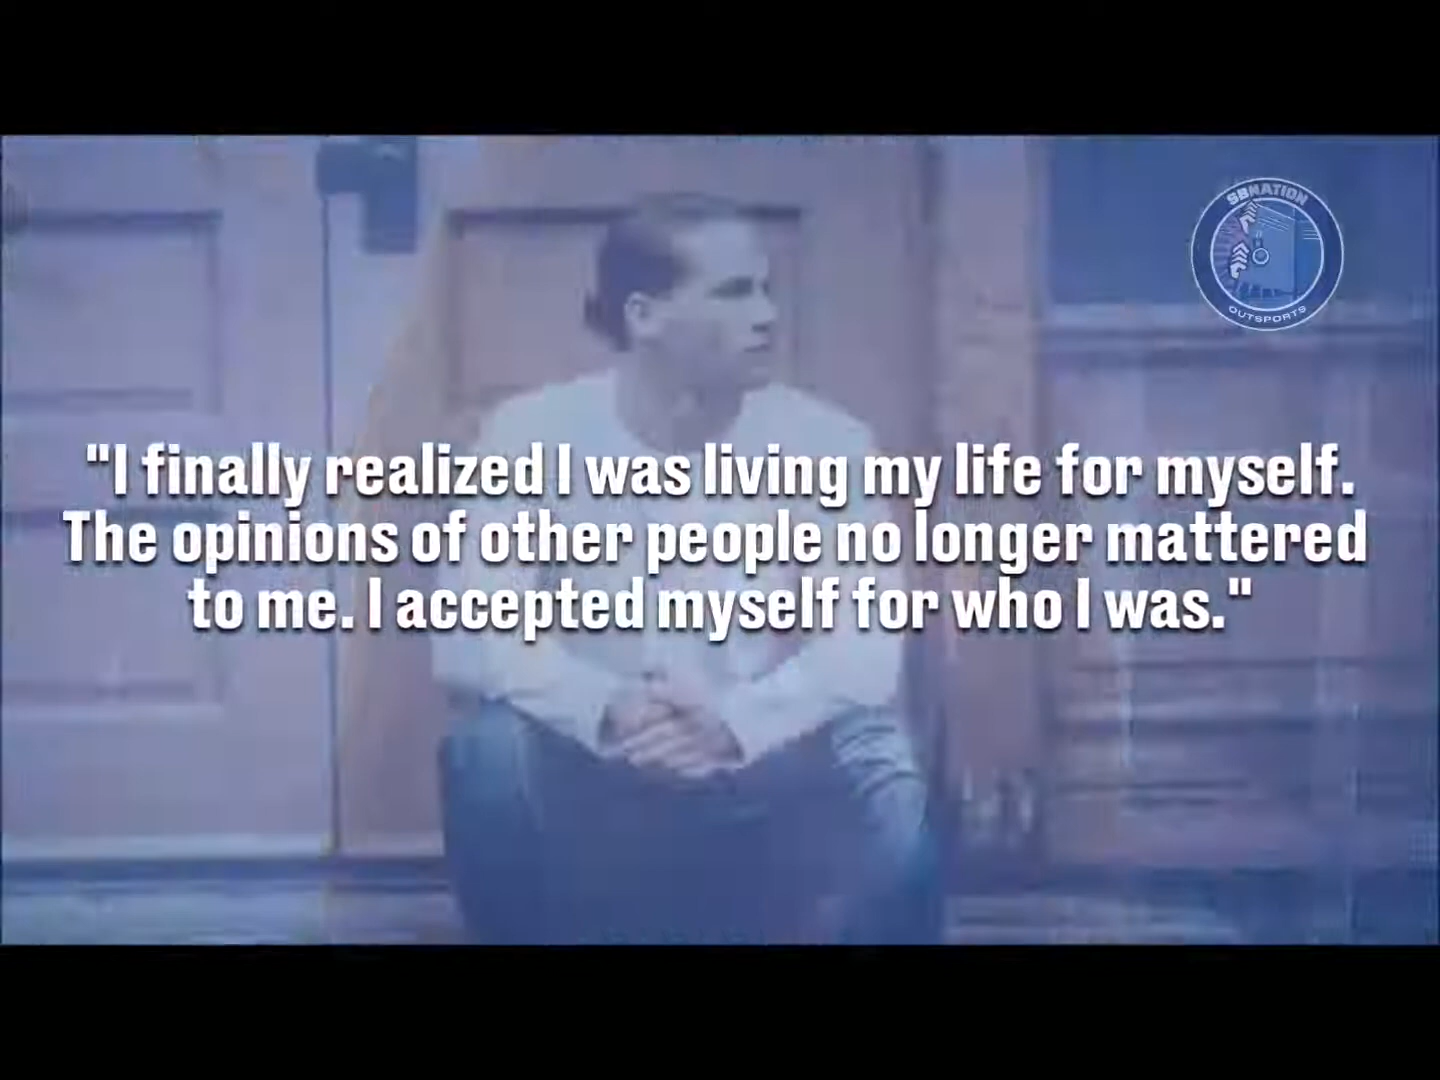 SBNATION
OUTSPORTS
"I finally realized I was living my life for myself.
The opinions of other people no longer mattered
to me. I accepted myself for who I was."